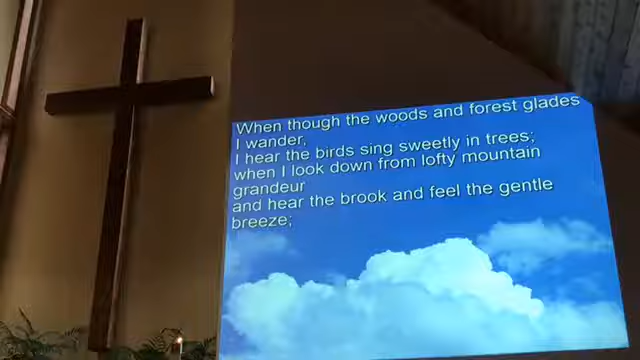 When though the woods and forest glades
I wander,
I hear the birds sing sweetly in trees;
when I look down from lofty mountain
grandeur
and hear the brook and feel the gentle
breeze;